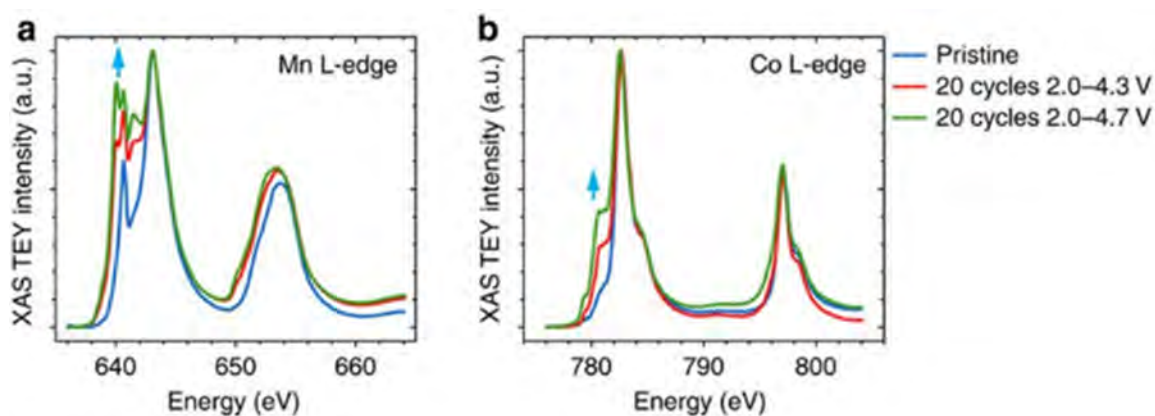 a
Mn L-edge
XAS TEY intensity (a.u.)
640 650 660
Energy (eV)
b
Co L-edge
XAS TEY intensity (a.u.)
780 790 800
Energy (eV)
Pristine
20 cycles 2.0–4.3 V
20 cycles 2.0–4.7 V